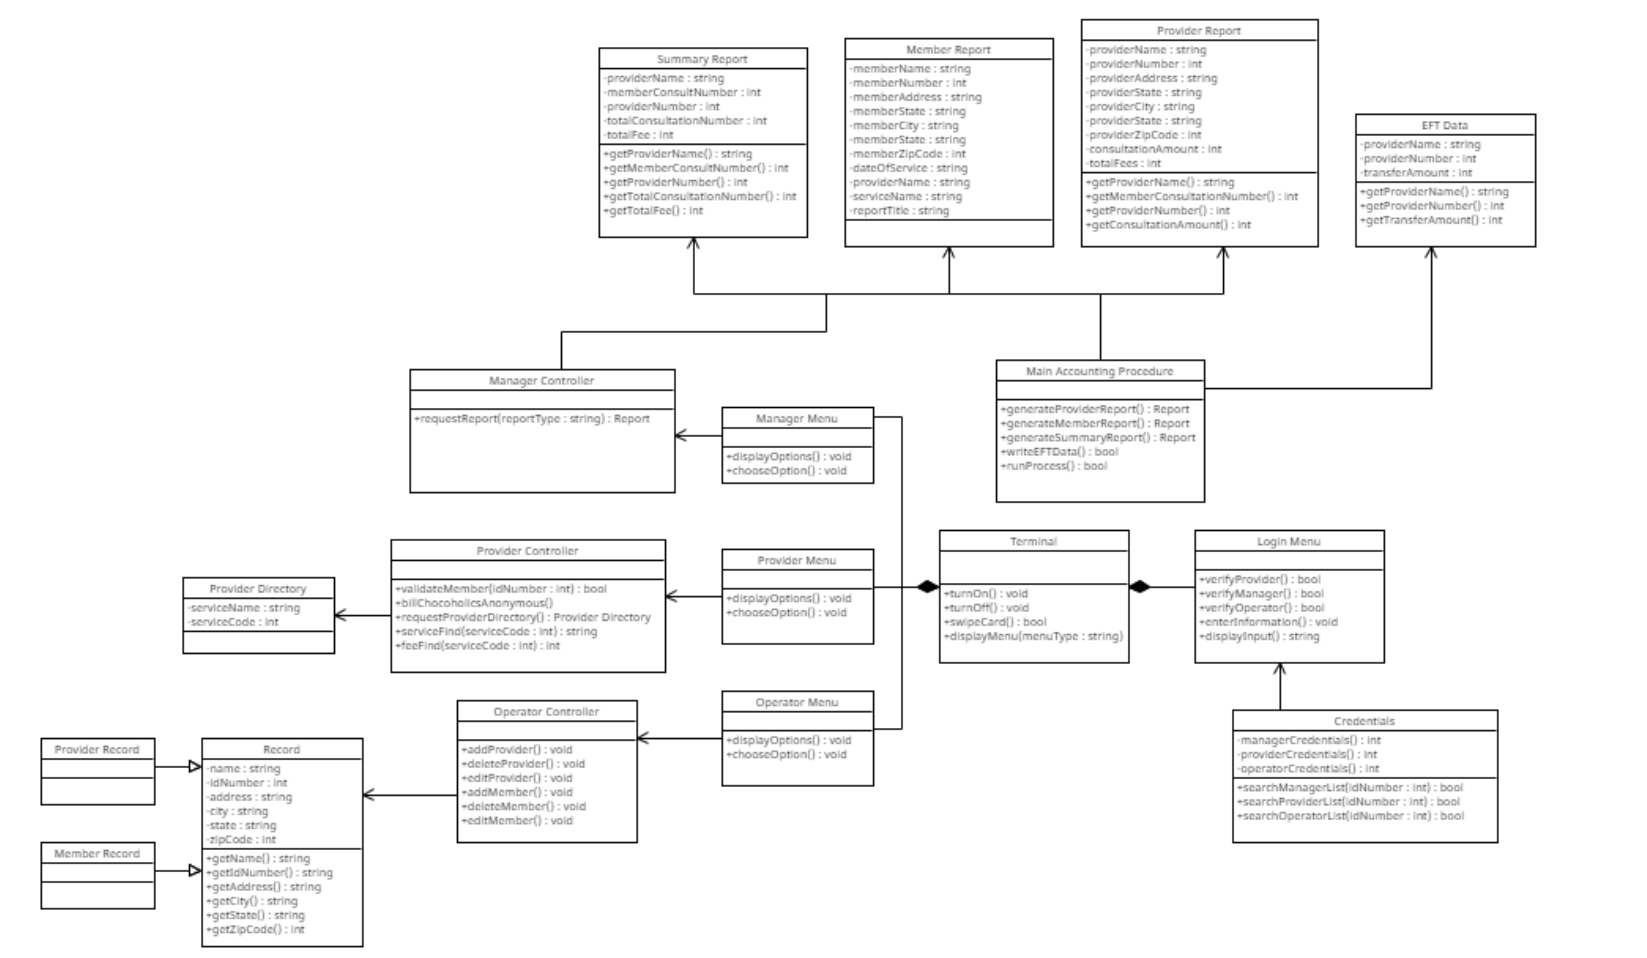 Summary Report
-providerName : string
-memberConsultNumber : int
-providerNumber : int
-totalConsultationNumber : int
-totalFee : int
+getProviderName() : string
+getMemberConsultNumber() : int
+getProviderNumber() : int
+getTotalConsultationNumber() : int
+getTotalFee() : int
Member Report
-memberName : string
-memberNumber : int
-memberAddress : string
-memberState : string
-memberCity : string
-memberState : string
-memberZipCode : int
-dateOfService : string
-providerName : string
-serviceName : string
-reportTitle : string
Provider Report
-providerName : string
-providerNumber : int
-providerAddress : string
-providerState : string
-providerCity : string
-providerState : string
-providerZipCode : int
-consultationAmount : int
-totalFees : int
+getProviderName() : string
+getMemberConsultationNumber() : int
+getProviderNumber() : int
+getConsultationAmount() : int
EFT Data
-providerName : string
-providerNumber : int
-transferAmount : int
+getProviderName() : string
+getProviderNumber() : int
+getTransferAmount() : int
Manager Controller
+requestReport(reportType : string) : Report
Manager Menu
+displayOptions() : void
+chooseOption() : void
Main Accounting Procedure
+generateProviderReport() : Report
+generateMemberReport() : Report
+generateSummaryReport() : Report
+writeEFTData() : bool
+runProcess() : bool
Provider Directory
-serviceName : string
-serviceCode : int
Provider Controller
+validateMember(idNumber : int) : bool
+billChocoholicsAnonymous()
+requestProviderDirectory() : Provider Directory
+serviceFind(serviceCode : int) : string
+feeFind(serviceCode : int) : int
Provider Menu
+displayOptions() : void
+chooseOption() : void
Terminal
+turnOn() : void
+turnOff() : void
+swipeCard() : bool
+displayMenu(menuType : string)
Login Menu
+verifyProvider() : bool
+verifyManager() : bool
+verifyOperator() : bool
+enterInformation() : void
+displayInput() : string
Provider Record
Member Record
Record
-name : string
-idNumber : int
-address : string
-city : string
-state : string
-zipCode : int
+getName() : string
+getIdNumber() : string
+getAddress() : string
+getCity() : string
+getState() : string
+getZipCode() : int
Operator Controller
+addProvider() : void
+deleteProvider() : void
+editProvider() : void
+addMember() : void
+deleteMember() : void
+editMember() : void
Operator Menu
+displayOptions() : void
+chooseOption() : void
Credentials
-managerCredentials() : int
-providerCredentials() : int
-operatorCredentials() : int
+searchManagerList(idNumber : int) : bool
+searchProviderList(idNumber : int) : bool
+searchOperatorList(idNumber : int) : bool